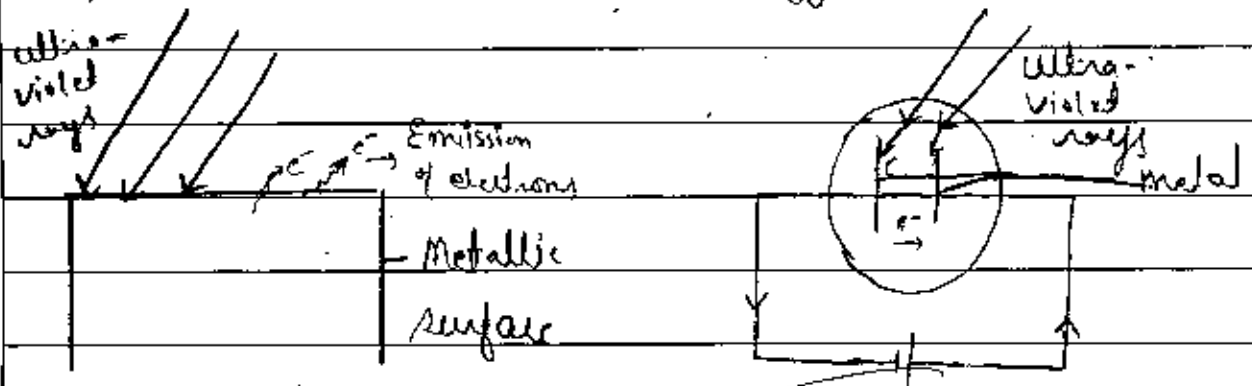 ultra-
violet
rays
e⁻ e⁻ → Emission
of electrons
Metallic
surface
Ultra-
violet
rays
metal
e⁻
→